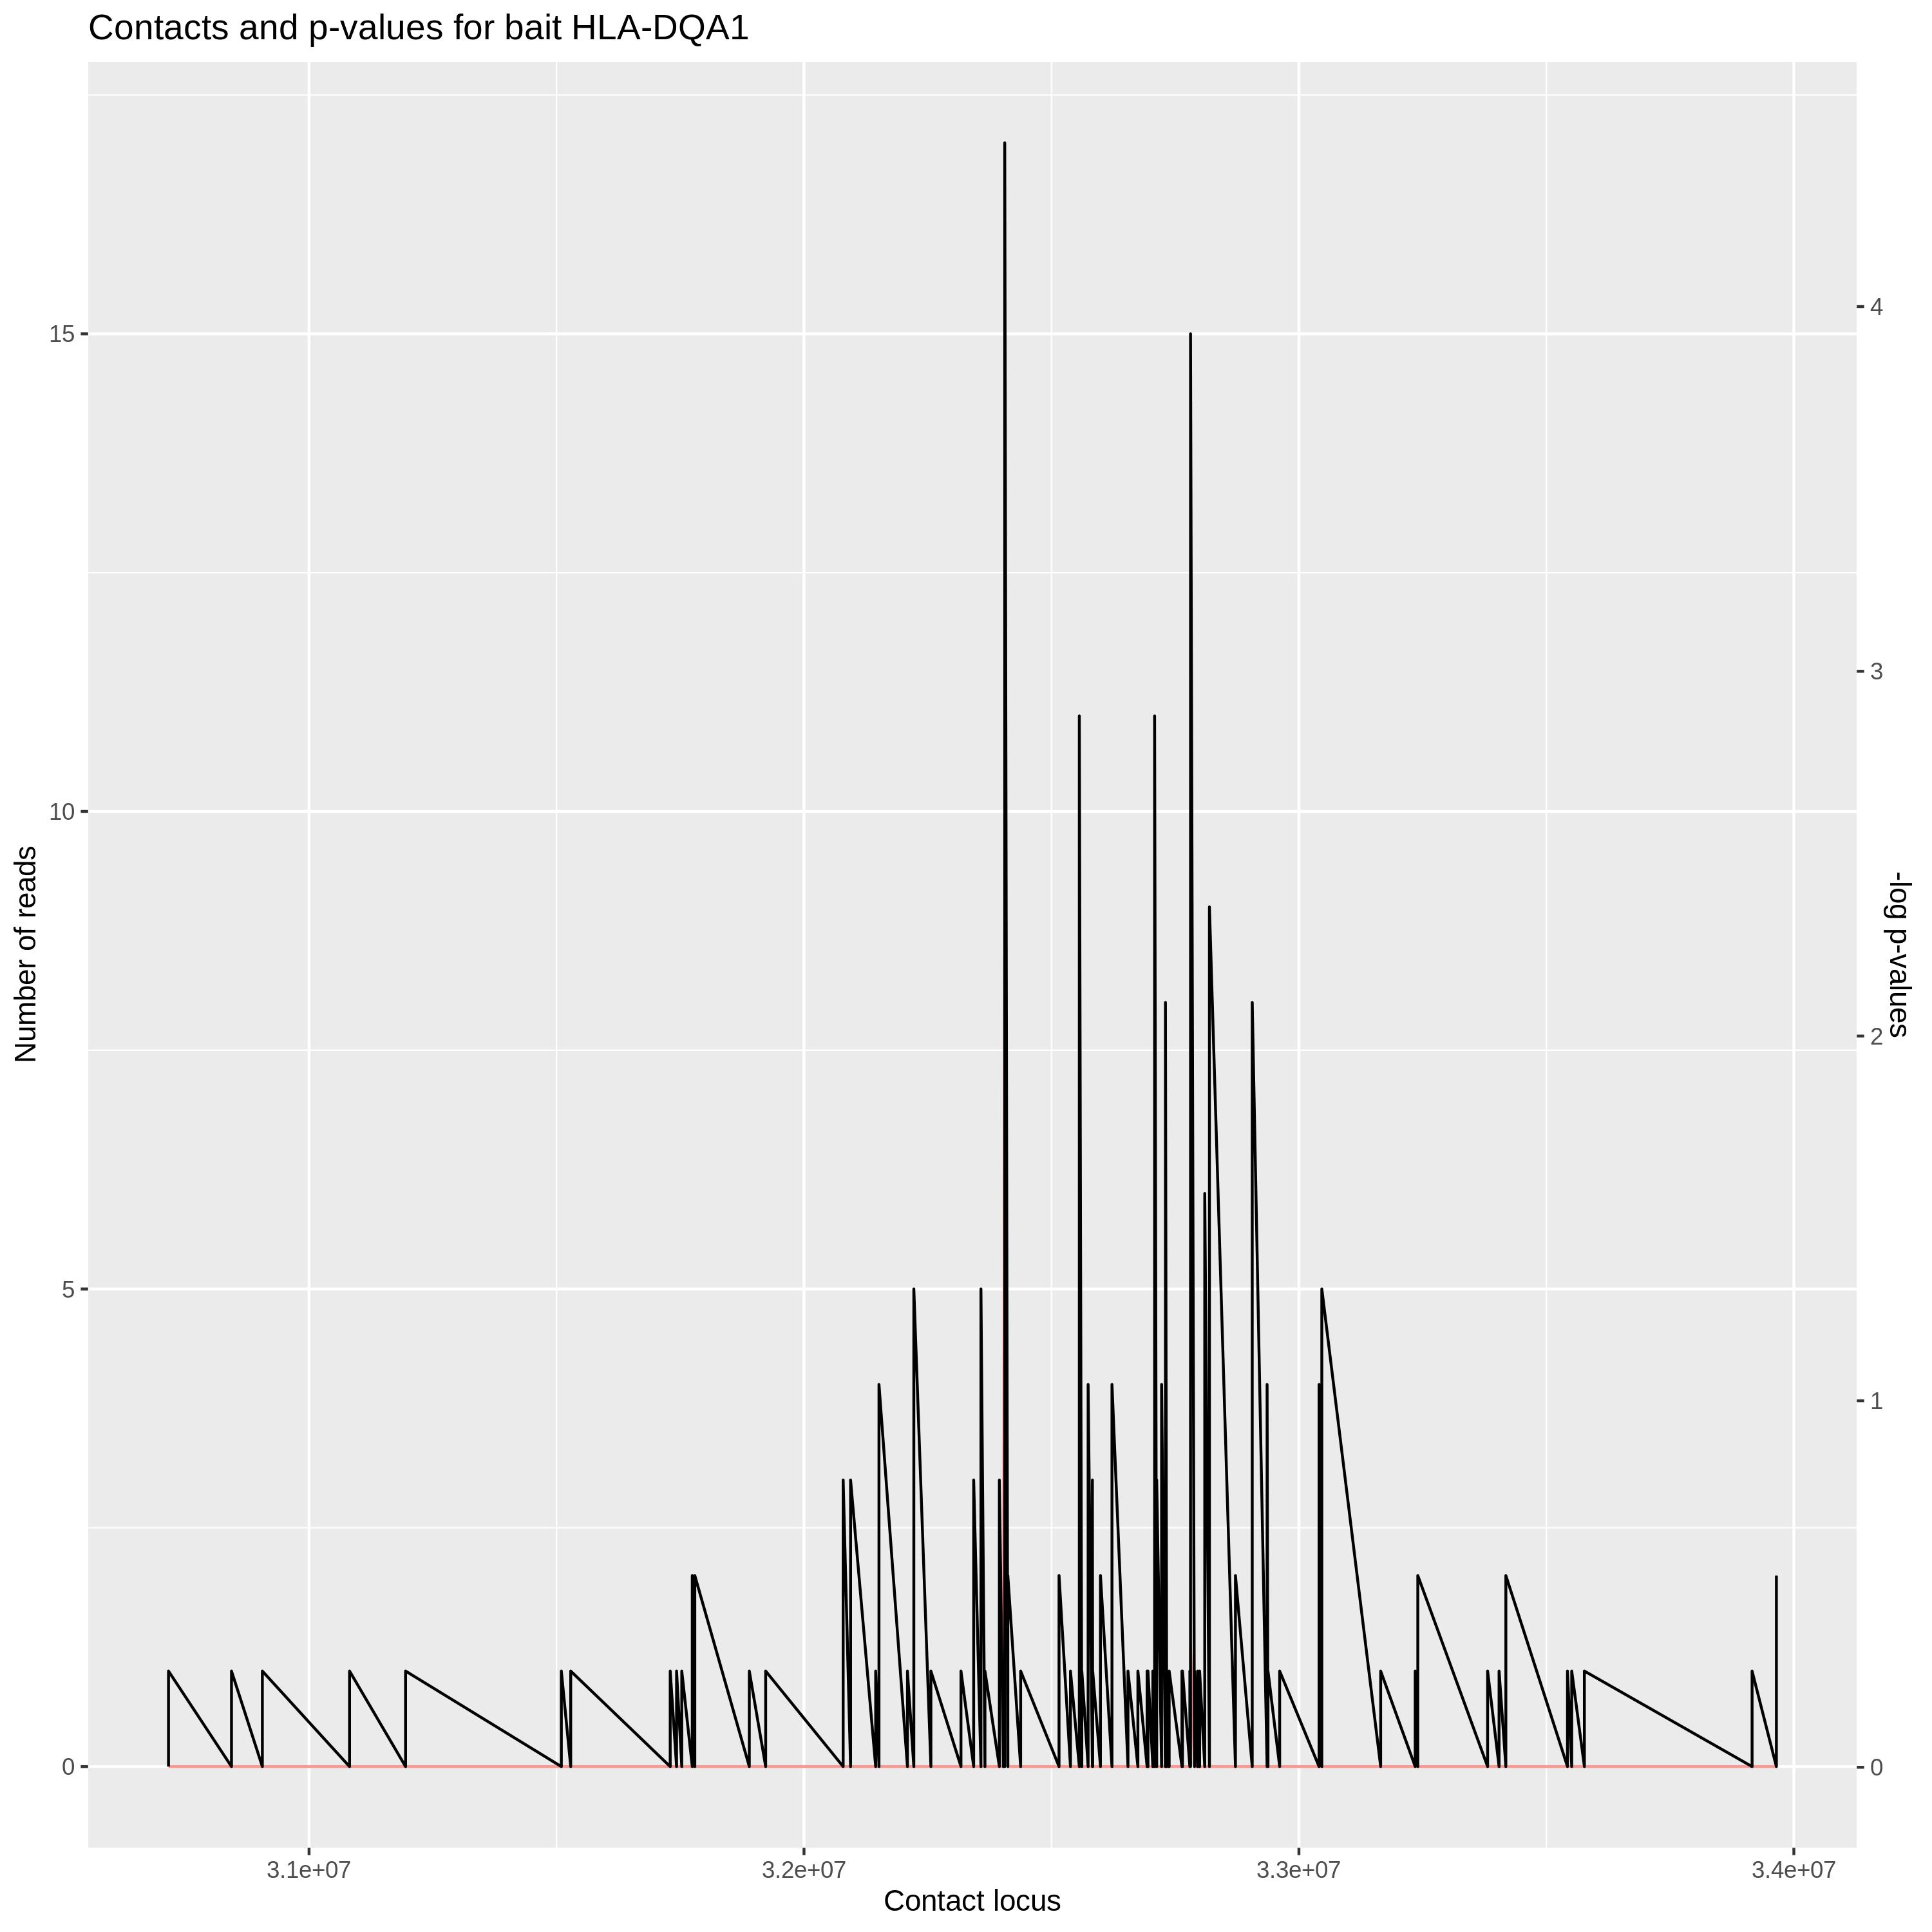 Contacts and p-values for bait HLA-DQA1
Number of reads
15
10
5
0
4
3
2
1
0
-log p-values
3.1e+07
3.2e+07
3.3e+07
3.4e+07
Contact locus